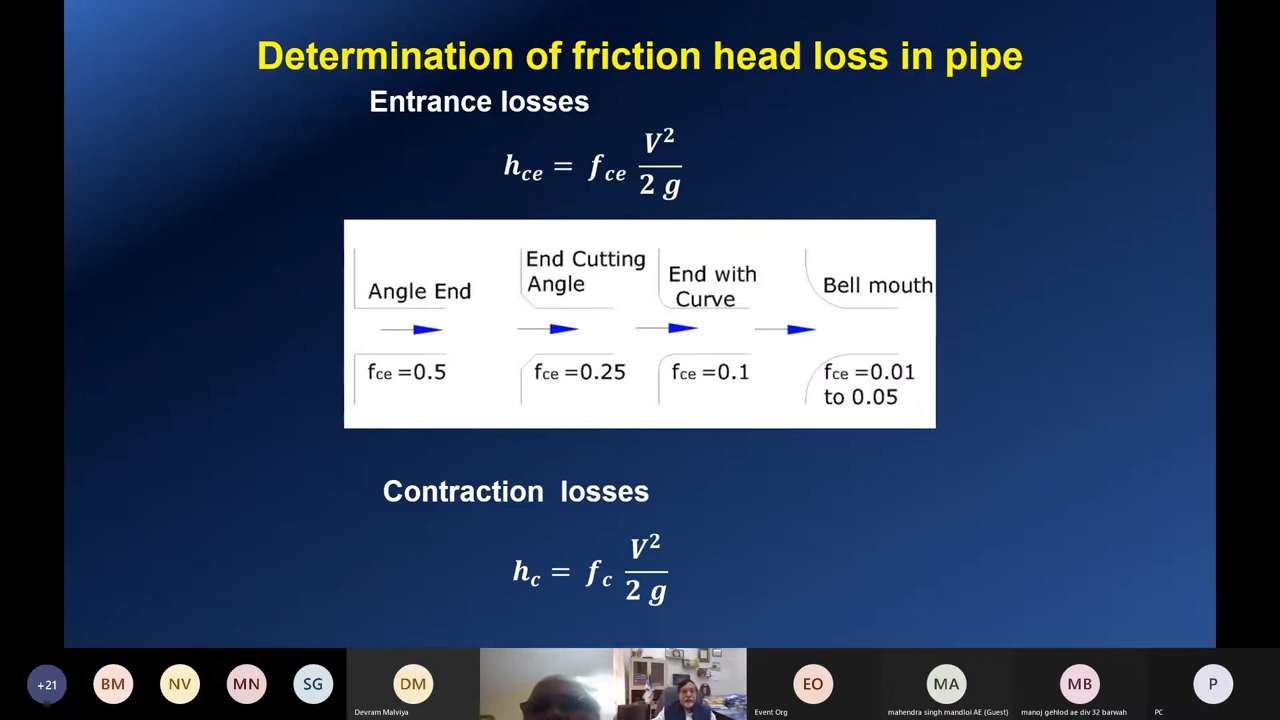 Determination of friction head loss in pipe
Entrance losses
h_ce = f_ce V²/2 g
Angle End
End Cutting
Angle
End with
Curve
Bell mouth
fce =0.5
fce =0.25
fce =0.1
fce =0.01
to 0.05
Contraction losses
h_c = f_c V²/2 g
+21
BM
NV
MN
SG
DM
Devram Malviya
EO
Event Org
MA
mahendra singh mandloi AE (Guest)
MB
manoj gehlod ae div 32 barwah
P
PC